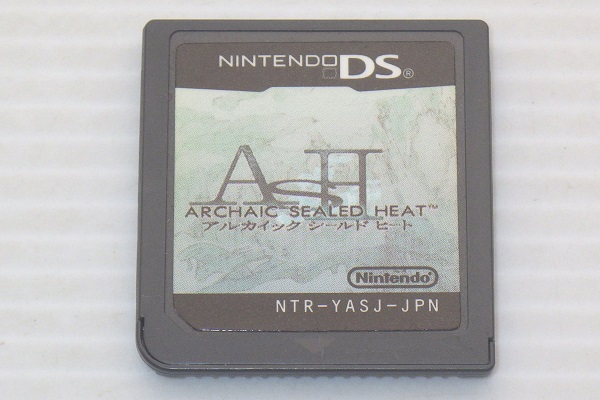 NINTENDO DS®
ASH
ARCHAIC SEALED HEAT™
アルカイック シールド ヒート
Nintendo®
NTR-YASJ-JPN